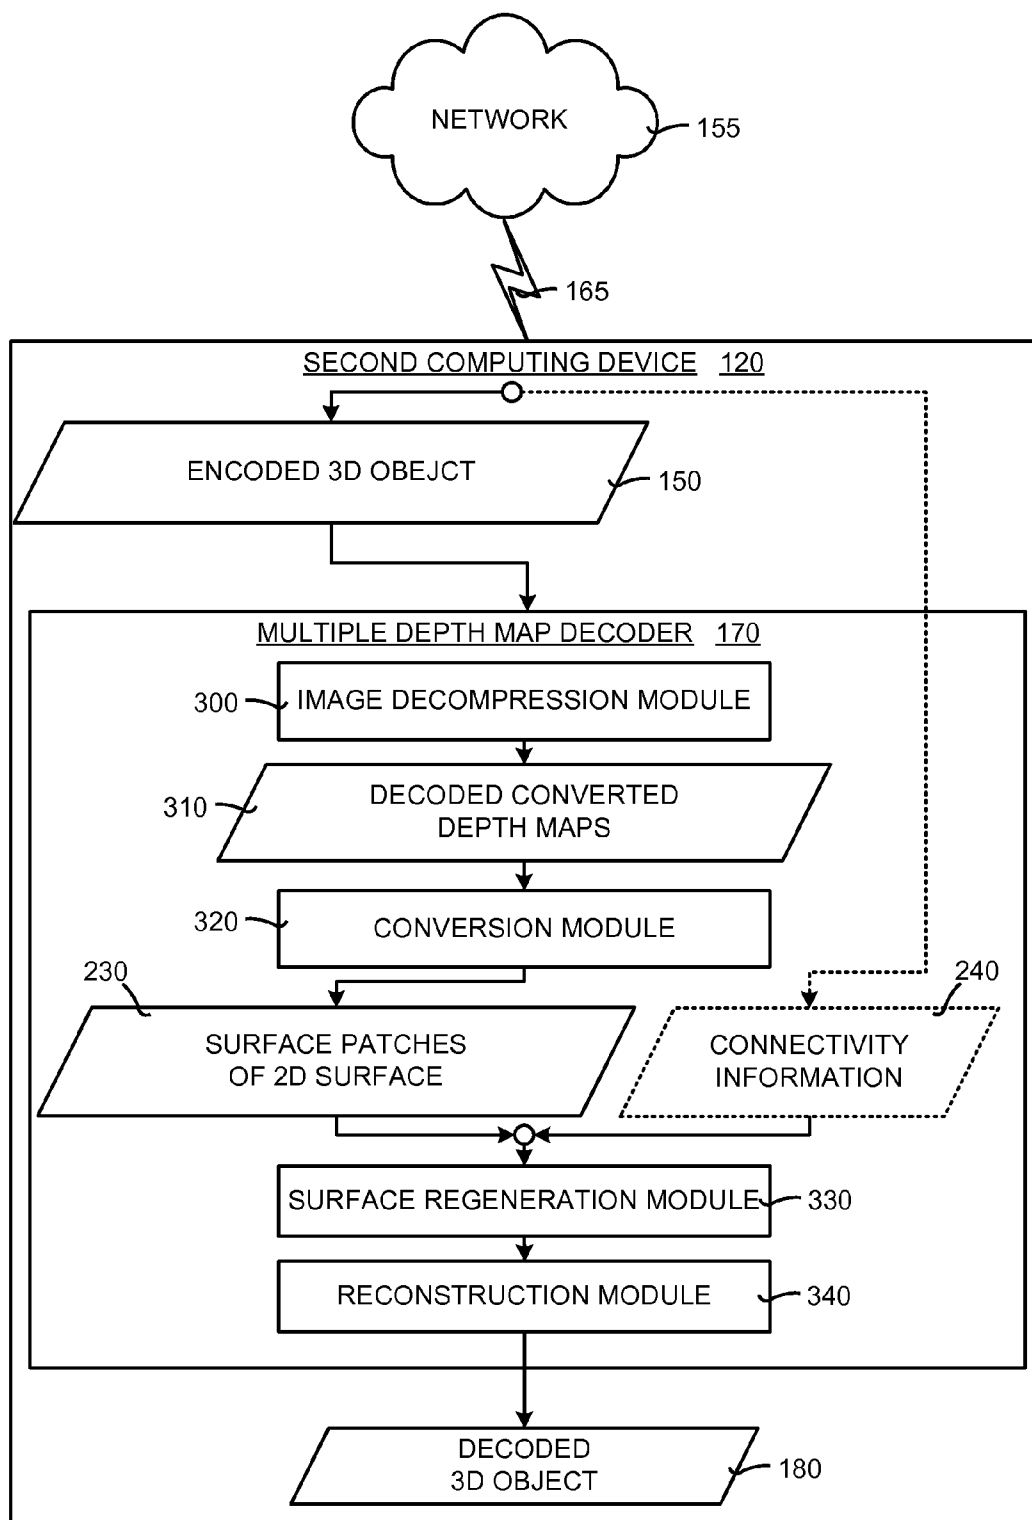 NETWORK
155
165
SECOND COMPUTING DEVICE 120
ENCODED 3D OBEJCT
150
MULTIPLE DEPTH MAP DECODER 170
300
IMAGE DECOMPRESSION MODULE
310
DECODED CONVERTED
DEPTH MAPS
320
CONVERSION MODULE
230
240
SURFACE PATCHES
OF 2D SURFACE
CONNECTIVITY
INFORMATION
SURFACE REGENERATION MODULE
330
RECONSTRUCTION MODULE
340
DECODED
3D OBJECT
180